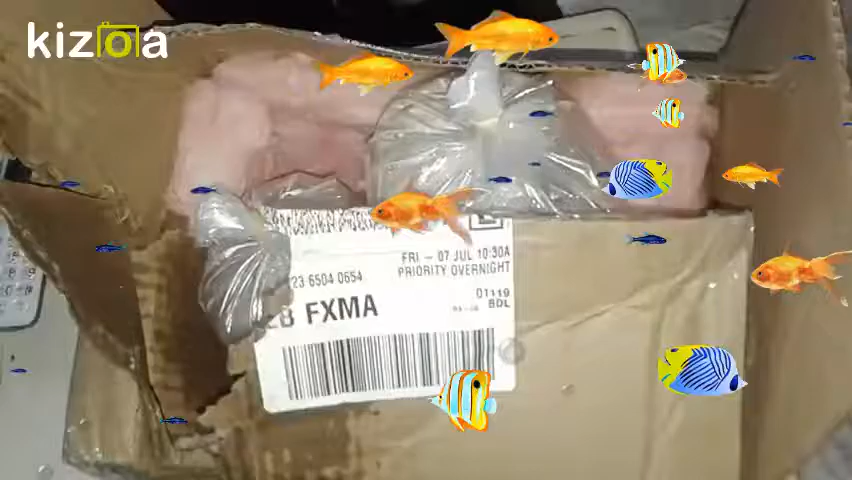 kizoa
FRI - 07 JUL 10:30A
23 6504 0654
PRIORITY OVERNIGHT
01119
BDL
FXMA